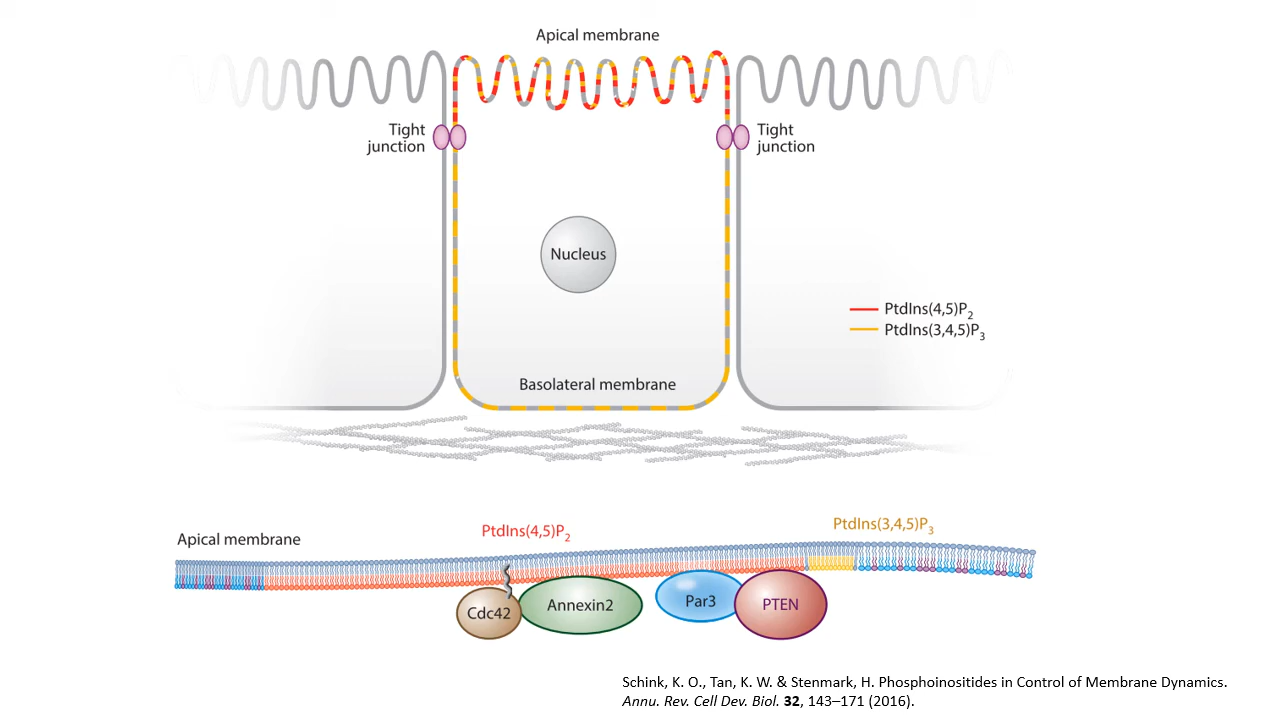 Apical membrane
Tight
junction
Tight
junction
Nucleus
PtdIns(4,5)P2
PtdIns(3,4,5)P3
Basolateral membrane
PtdIns(3,4,5)P3
PtdIns(4,5)P2
Apical membrane
Cdc42
Annexin2
Par3
PTEN
Schink, K. O., Tan, K. W. & Stenmark, H. Phosphoinositides in Control of Membrane Dynamics.
Annu. Rev. Cell Dev. Biol. 32, 143–171 (2016).